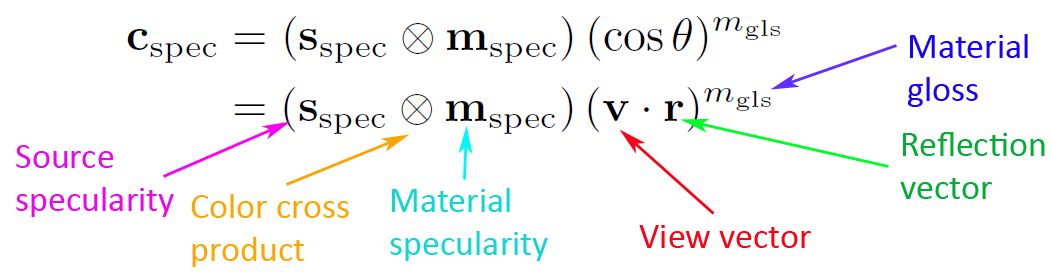 c_spec = (s_spec ⊗ m_spec) (cos θ)^m_gls
= (s_spec ⊗ m_spec) (v · r)^m_gls
Material
gloss
Source
specularity
Color cross
product
Material
specularity
View vector
Reflection
vector